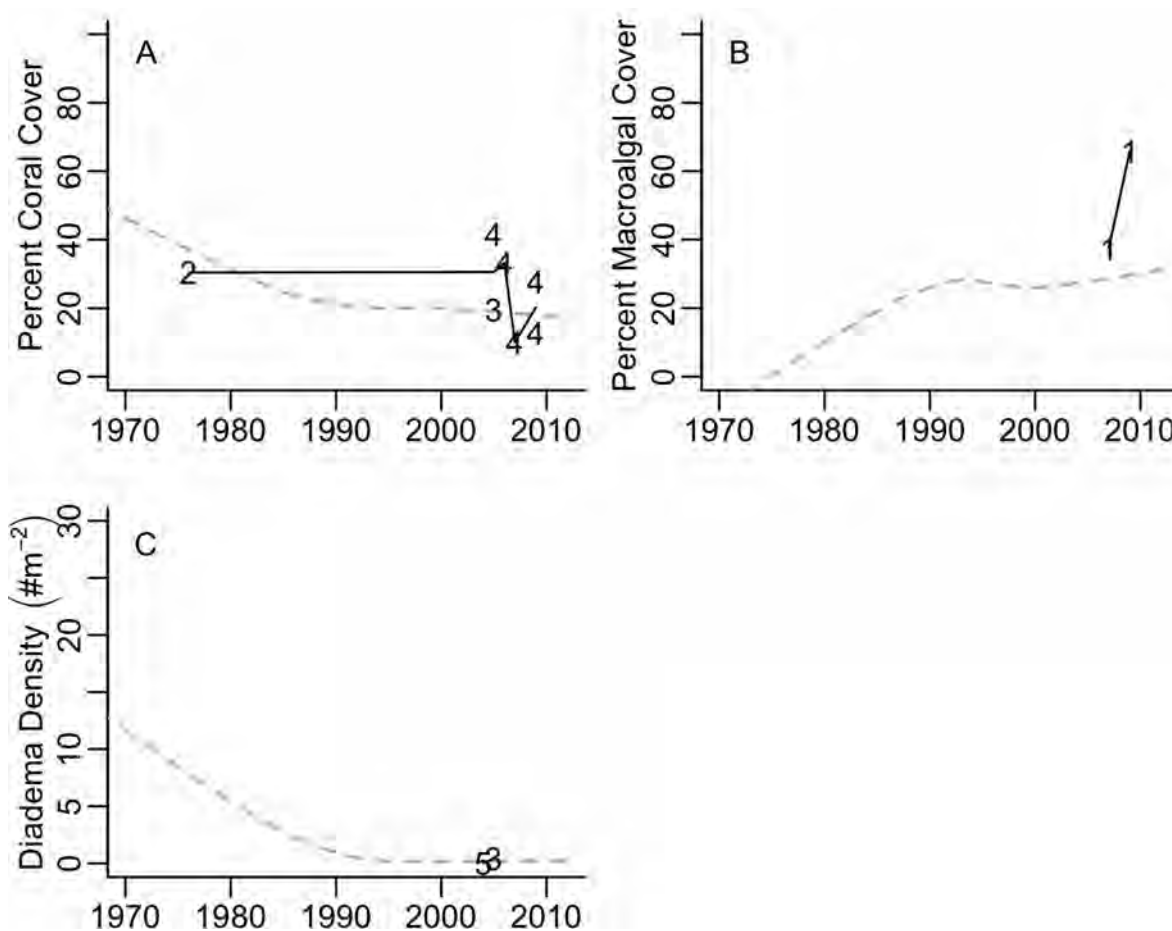 A
Percent Coral Cover
0 20 40 60 80
2 4 4 4 4 3 4
1970 1980 1990 2000 2010
B
Percent Macroalgal Cover
0 20 40 60 80
1 1
1970 1980 1990 2000 2010
C
Diadema Density (#m⁻²)
0 5 10 20 30
5 3
1970 1980 1990 2000 2010